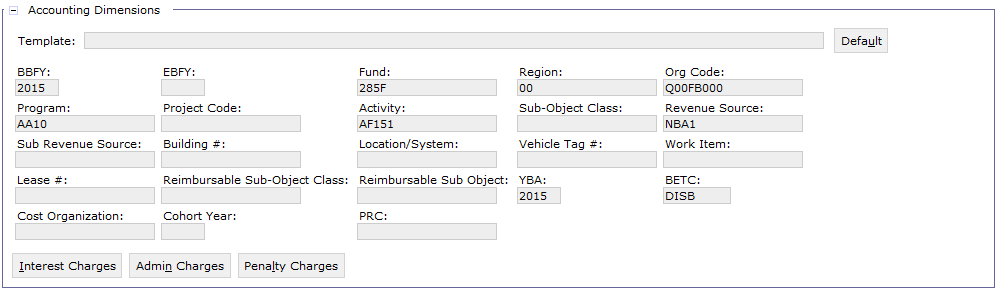 Accounting Dimensions
Template: Default
BBFY: EBFY: Fund: Region: Org Code:
2015 285F 00 Q00FB000
Program: Project Code: Activity: Sub-Object Class: Revenue Source:
AA10 AF151 NBA1
Sub Revenue Source: Building #: Location/System: Vehicle Tag #: Work Item:
Lease #: Reimbursable Sub-Object Class: Reimbursable Sub Object: YBA: BETC:
2015 DISB
Cost Organization: Cohort Year: PRC:
Interest Charges Admin Charges Penalty Charges